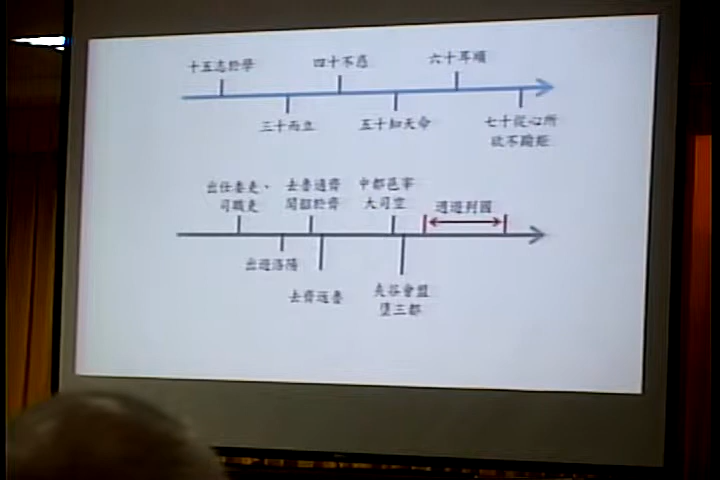 十五志於學
四十不惑
六十耳順
三十而立
五十知天命
七十從心所
欲不踰矩
出仕委吏、
司職吏
去魯適齊
聞韶於齊
中都邑宰
大司空
週遊列國
出遊洛陽
去齊返魯
夾谷會盟
墮三都